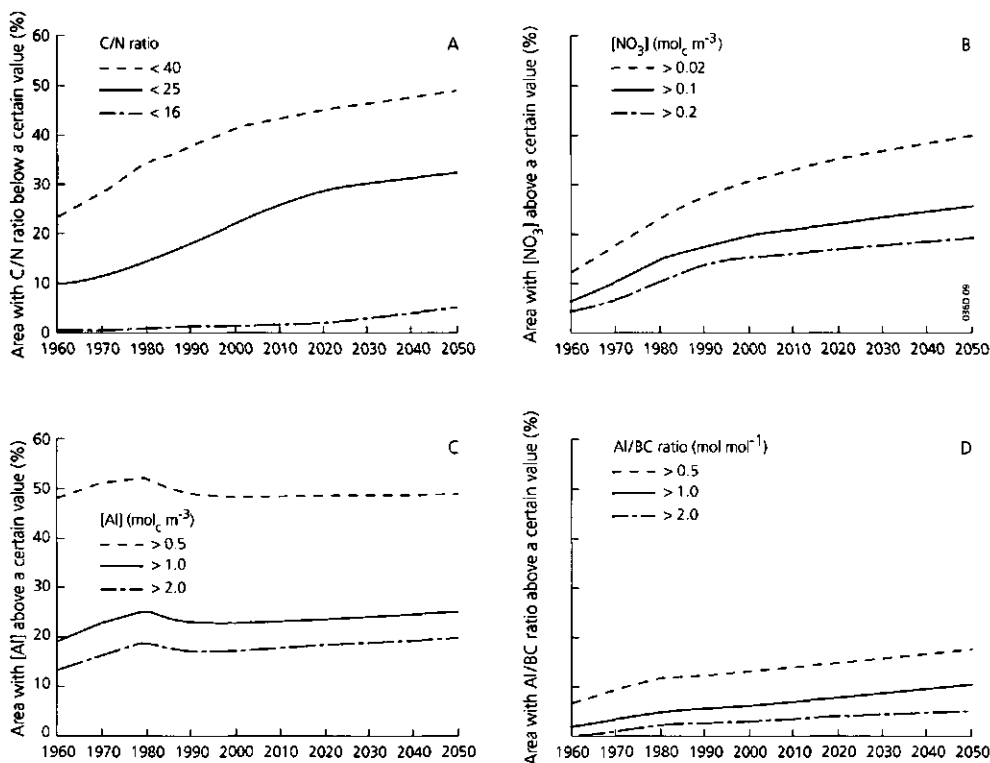 Area with C/N ratio below a certain value (%)
60
50
40
30
20
10
0
C/N ratio
< 40
< 25
< 16
A
1960 1970 1980 1990 2000 2010 2020 2030 2040 2050
Area with [NO3] above a certain value (%)
[NO3] (molc m-3)
> 0.02
> 0.1
> 0.2
B
036D.09
1960 1970 1980 1990 2000 2010 2020 2030 2040 2050
Area with [Al] above a certain value (%)
60
50
40
30
20
10
0
[Al] (molc m-3)
> 0.5
> 1.0
> 2.0
C
1960 1970 1980 1990 2000 2010 2020 2030 2040 2050
Area with Al/BC ratio above a certain value (%)
Al/BC ratio (mol mol-1)
> 0.5
> 1.0
> 2.0
D
1960 1970 1980 1990 2000 2010 2020 2030 2040 2050